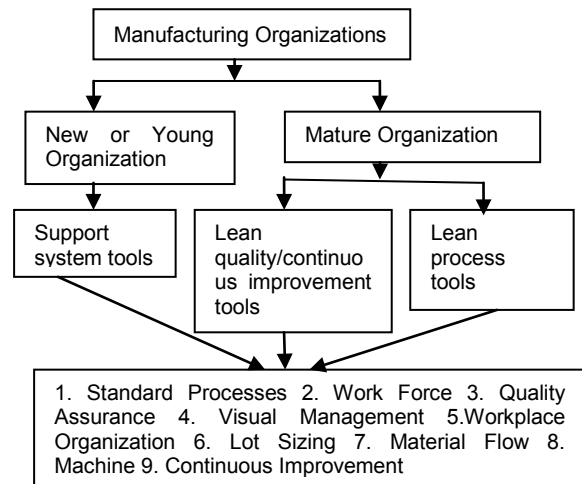 Manufacturing Organizations
New or Young
Organization
Mature Organization
Support
system tools
Lean
quality/continuo
us improvement
tools
Lean
process
tools
1. Standard Processes 2. Work Force 3. Quality
Assurance 4. Visual Management 5.Workplace
Organization 6. Lot Sizing 7. Material Flow 8.
Machine 9. Continuous Improvement